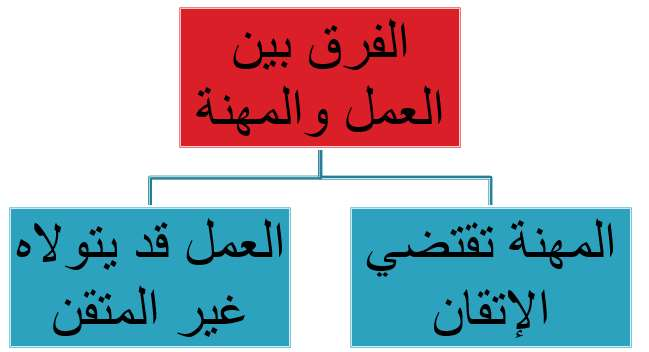 الفرق بين
العمل والمهنة
المهنة تقتضي
الإتقان
العمل قد يتولاه
غير المتقن